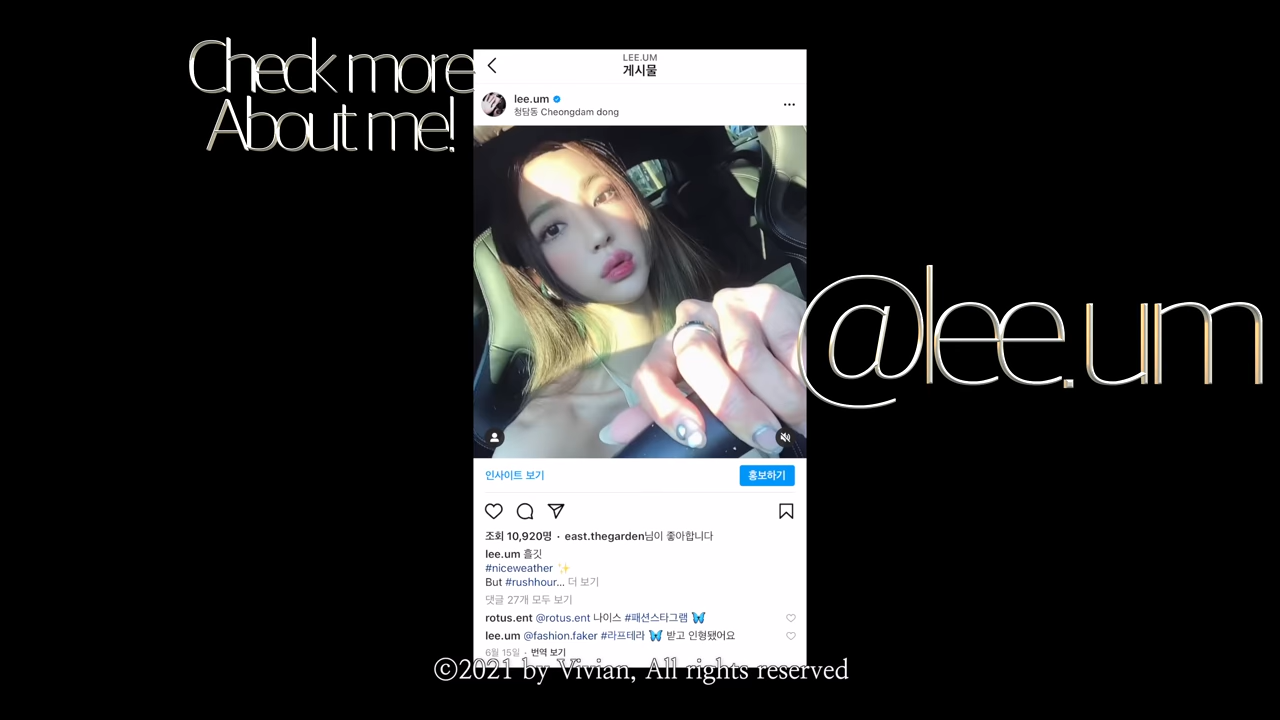 Check more
About me!
LEE.UM
게시물
lee.um
청담동 Cheongdam dong
@lee.um
인사이트 보기
홍보하기
조회 10,920명 · east.thegarden님이 좋아합니다
lee.um 흘깃
#niceweather ✨
But #rushhour... 더 보기
댓글 27개 모두 보기
rotus.ent @rotus.ent 나이스 #패션스타그램 🦋
lee.um @fashion.faker #라프테라 🦋 받고 인형됐어요
6월 15일 · 번역 보기
©2021 by Vivian, All rights reserved